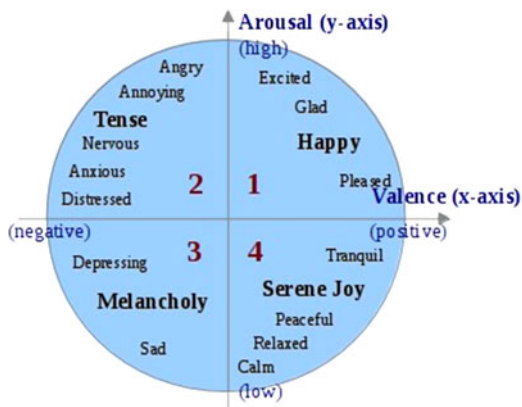 Arousal (y-axis)
(high)
Angry
Excited
Annoying
Glad
Tense
Happy
Nervous
Anxious
2
1
Pleased
Distressed
Valence (x-axis)
(negative)
(positive)
3
4
Depressing
Tranquil
Melancholy
Serene Joy
Peaceful
Sad
Relaxed
Calm
(low)